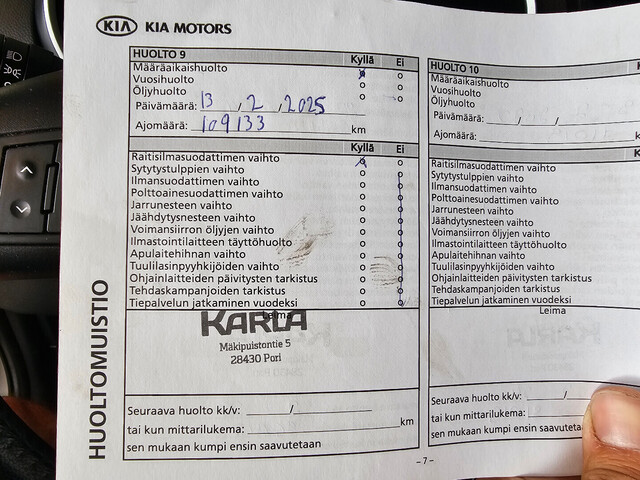 KIA KIA MOTORS
HUOLTO 9 Kyllä Ei
Määräaikaishuolto
Vuosihuolto
Öljyhuolto
Päivämäärä: 13 , 2 , 2025
Ajomäärä: 109133 km
Kyllä Ei
Raitisilmasuodattimen vaihto
Sytytystulppien vaihto
Ilmansuodattimen vaihto
Polttoainesuodattimen vaihto
Jarrunesteen vaihto
Jäähdytysnesteen vaihto
Voimansiirron öljyjen vaihto
Ilmastointilaitteen täyttöhuolto
Apulaitehihnan vaihto
Tuulilasinpyyhkijöiden vaihto
Ohjainlaitteiden päivitysten tarkistus
Tehdaskampanjoiden tarkistus
Tiepalvelun jatkaminen vuodeksi
Leima
KARLA
Mäkipuistontie 5
28430 Pori
Seuraava huolto kk/v: /
tai kun mittarilukema: km
sen mukaan kumpi ensin saavutetaan
HUOLTO 10
Määräaikaishuolto
Vuosihuolto
Öljyhuolto
Päivämäärä: / /
Ajomäärä:
Raitisilmasuodattimen vaihto
Sytytystulppien vaihto
Ilmansuodattimen vaihto
Polttoainesuodattimen vaihto
Jarrunesteen vaihto
Jäähdytysnesteen vaihto
Voimansiirron öljyjen vaihto
Ilmastointilaitteen täyttöhuolto
Apulaitehihnan vaihto
Tuulilasinpyyhkijöiden vaihto
Ohjainlaitteiden päivitysten tarkistus
Tehdaskampanjoiden tarkistus
Tiepalvelun jatkaminen vuodeksi
Leima
Seuraava huolto kk/v: /
tai kun mittarilukema:
sen mukaan kumpi ensin
HUOLTOMUISTIO
-7-